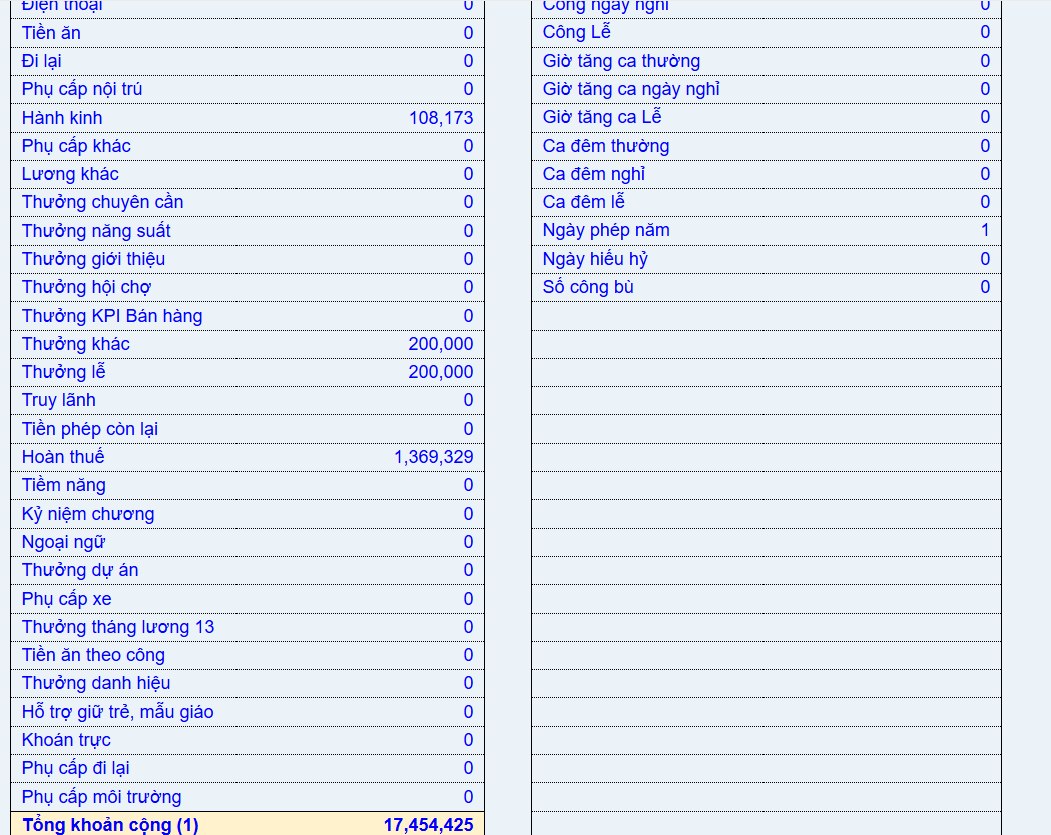 Điện thoại 0
Tiền ăn 0
Đi lại 0
Phụ cấp nội trú 0
Hành kinh 108,173
Phụ cấp khác 0
Lương khác 0
Thưởng chuyên cần 0
Thưởng năng suất 0
Thưởng giới thiệu 0
Thưởng hội chợ 0
Thưởng KPI Bán hàng 0
Thưởng khác 200,000
Thưởng lễ 200,000
Truy lãnh 0
Tiền phép còn lại 0
Hoàn thuế 1,369,329
Tiềm năng 0
Kỷ niệm chương 0
Ngoại ngữ 0
Thưởng dự án 0
Phụ cấp xe 0
Thưởng tháng lương 13 0
Tiền ăn theo công 0
Thưởng danh hiệu 0
Hỗ trợ giữ trẻ, mẫu giáo 0
Khoán trực 0
Phụ cấp đi lại 0
Phụ cấp môi trường 0
Tổng khoản cộng (1) 17,454,425
Công ngày nghỉ 0
Công Lễ 0
Giờ tăng ca thường 0
Giờ tăng ca ngày nghỉ 0
Giờ tăng ca Lễ 0
Ca đêm thường 0
Ca đêm nghỉ 0
Ca đêm lễ 0
Ngày phép năm 1
Ngày hiếu hỷ 0
Số công bù 0